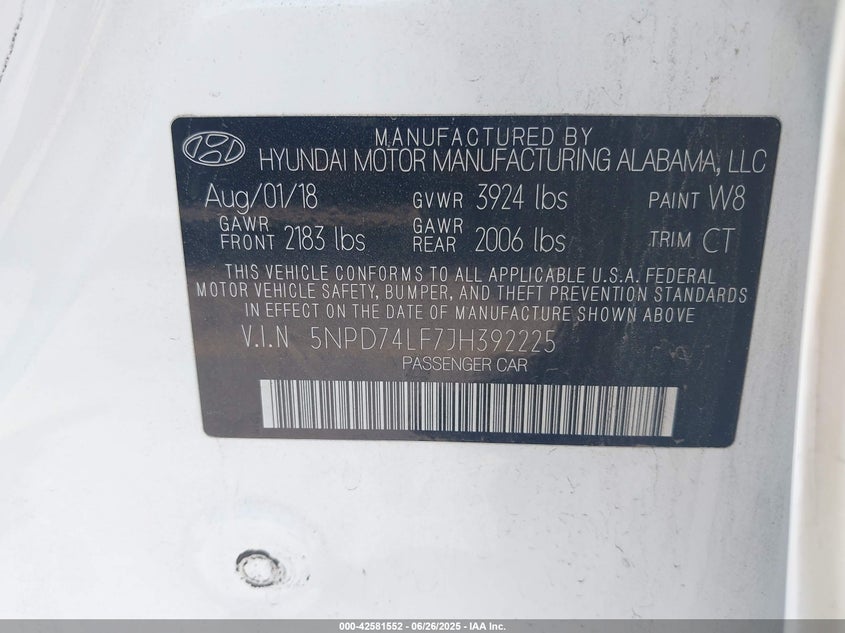 MANUFACTURED BY
HYUNDAI MOTOR MANUFACTURING ALABAMA, LLC
Aug/01/18 GVWR 3924 lbs PAINT W8
GAWR FRONT 2183 lbs GAWR REAR 2006 lbs TRIM CT
THIS VEHICLE CONFORMS TO ALL APPLICABLE U.S.A. FEDERAL
MOTOR VEHICLE SAFETY, BUMPER, AND THEFT PREVENTION STANDARDS
IN EFFECT ON THE DATE OF MANUFACTURE SHOWN ABOVE.
V.I.N 5NPD74LF7JH392225
PASSENGER CAR
000-42581552 - 06/26/2025 - IAA Inc.